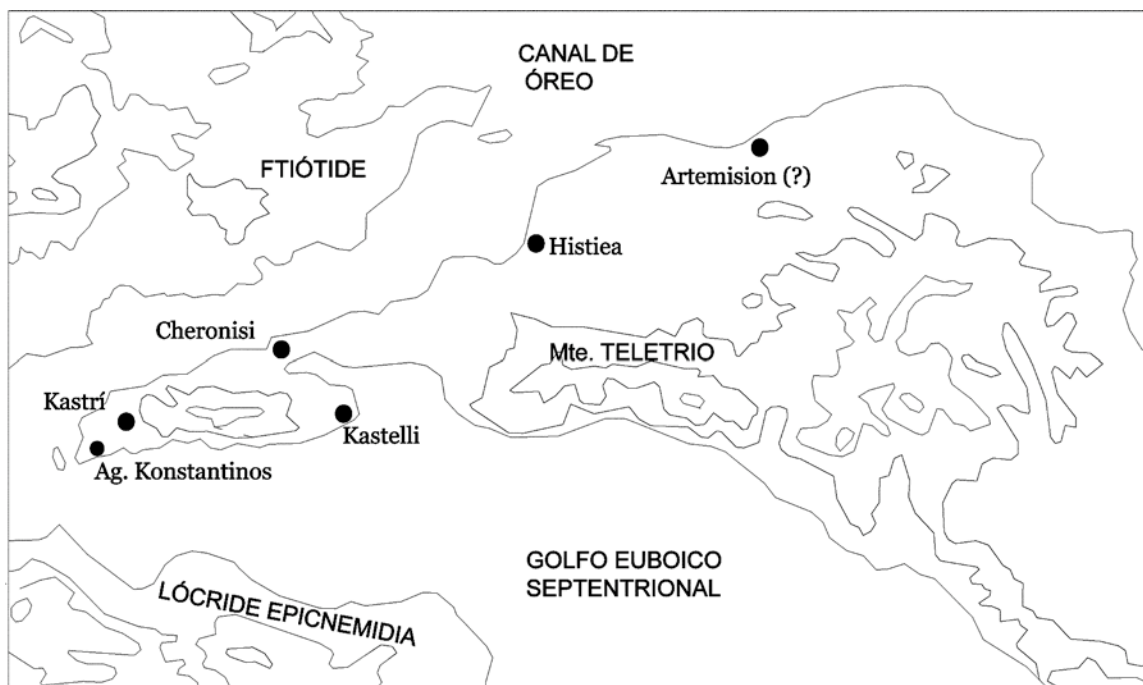 CANAL DE
ÓREO
FTIÓTIDE
Artemision (?)
Histiea
Cheronisi
Mte. TELETRIO
Kastrí
Kastelli
Ag. Konstantinos
GOLFO EUBOICO
SEPTENTRIONAL
LÓCRIDE EPICNEMIDIA